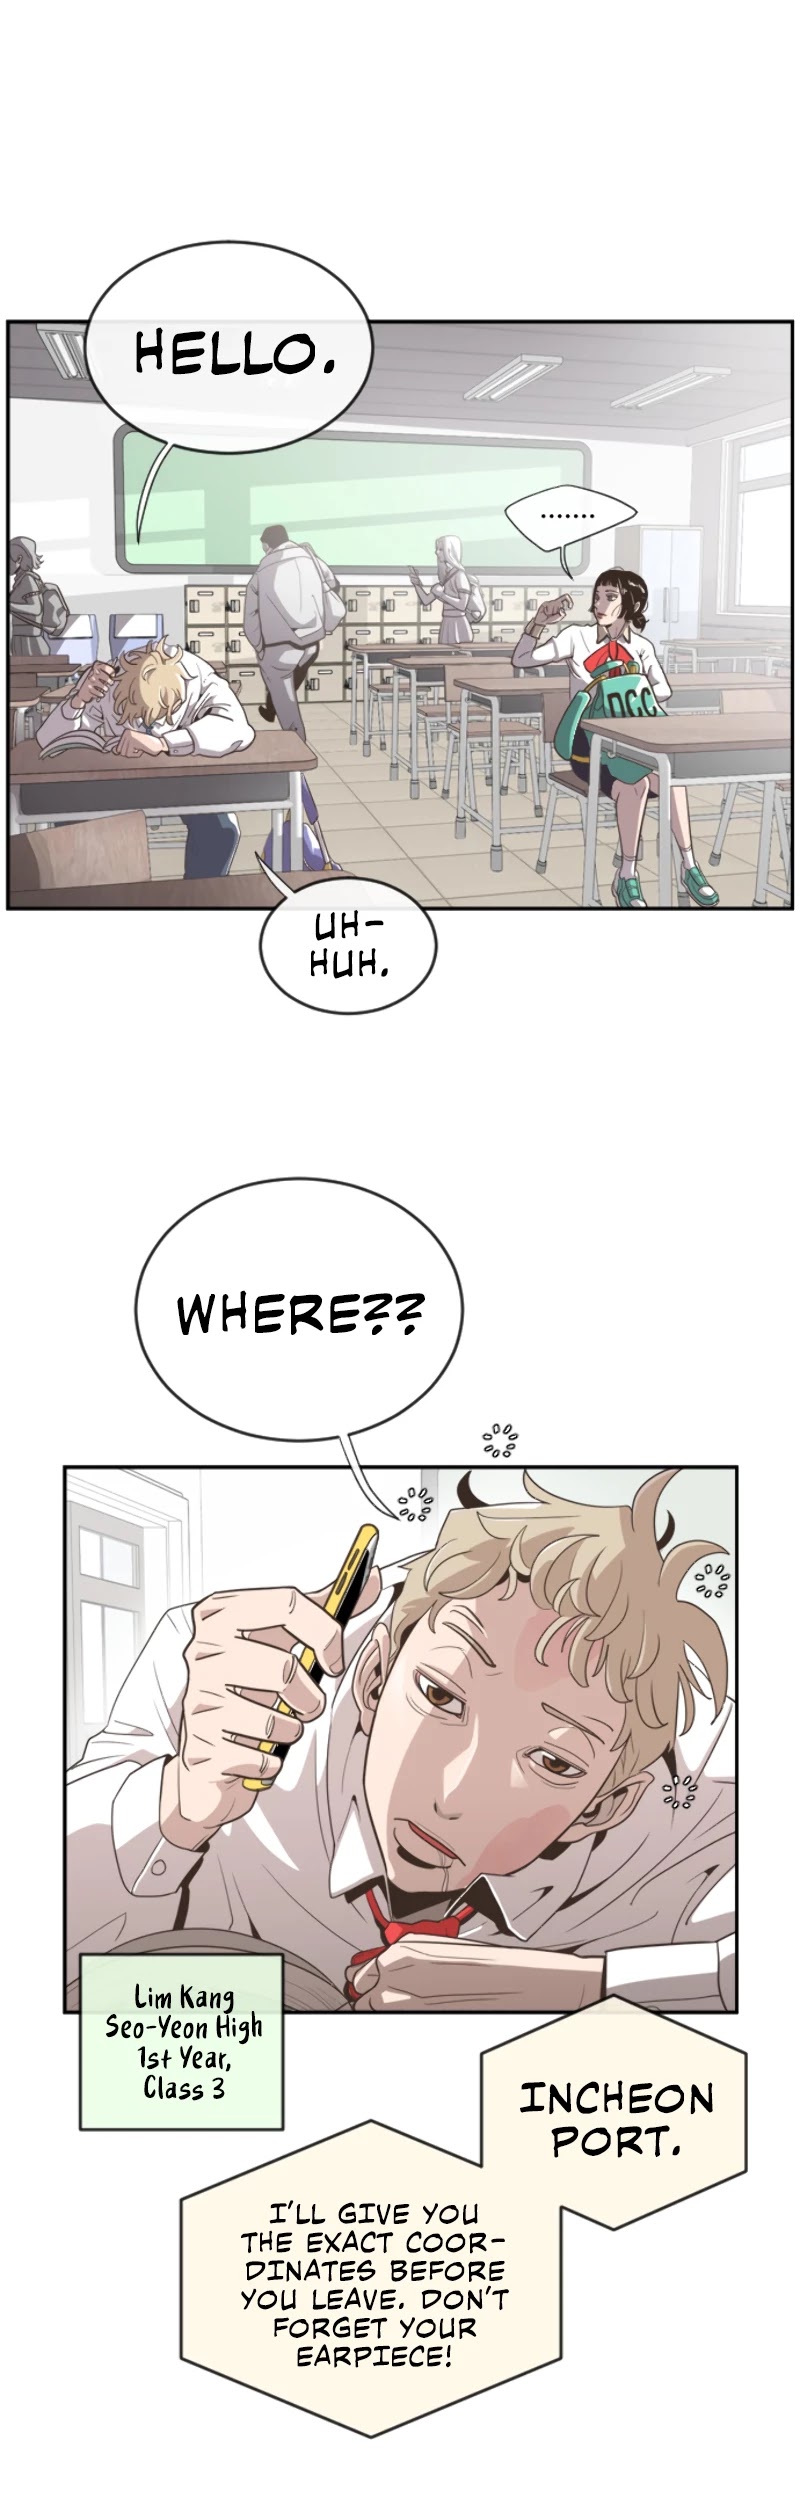 HELLO.
.......
DCC
UH-
HUH.
WHERE??
Lim Kang
Seo-Yeon High
1st Year,
Class 3
INCHEON
PORT.
I'LL GIVE YOU
THE EXACT COOR-
DINATES BEFORE
YOU LEAVE. DON'T
FORGET YOUR
EARPIECE!